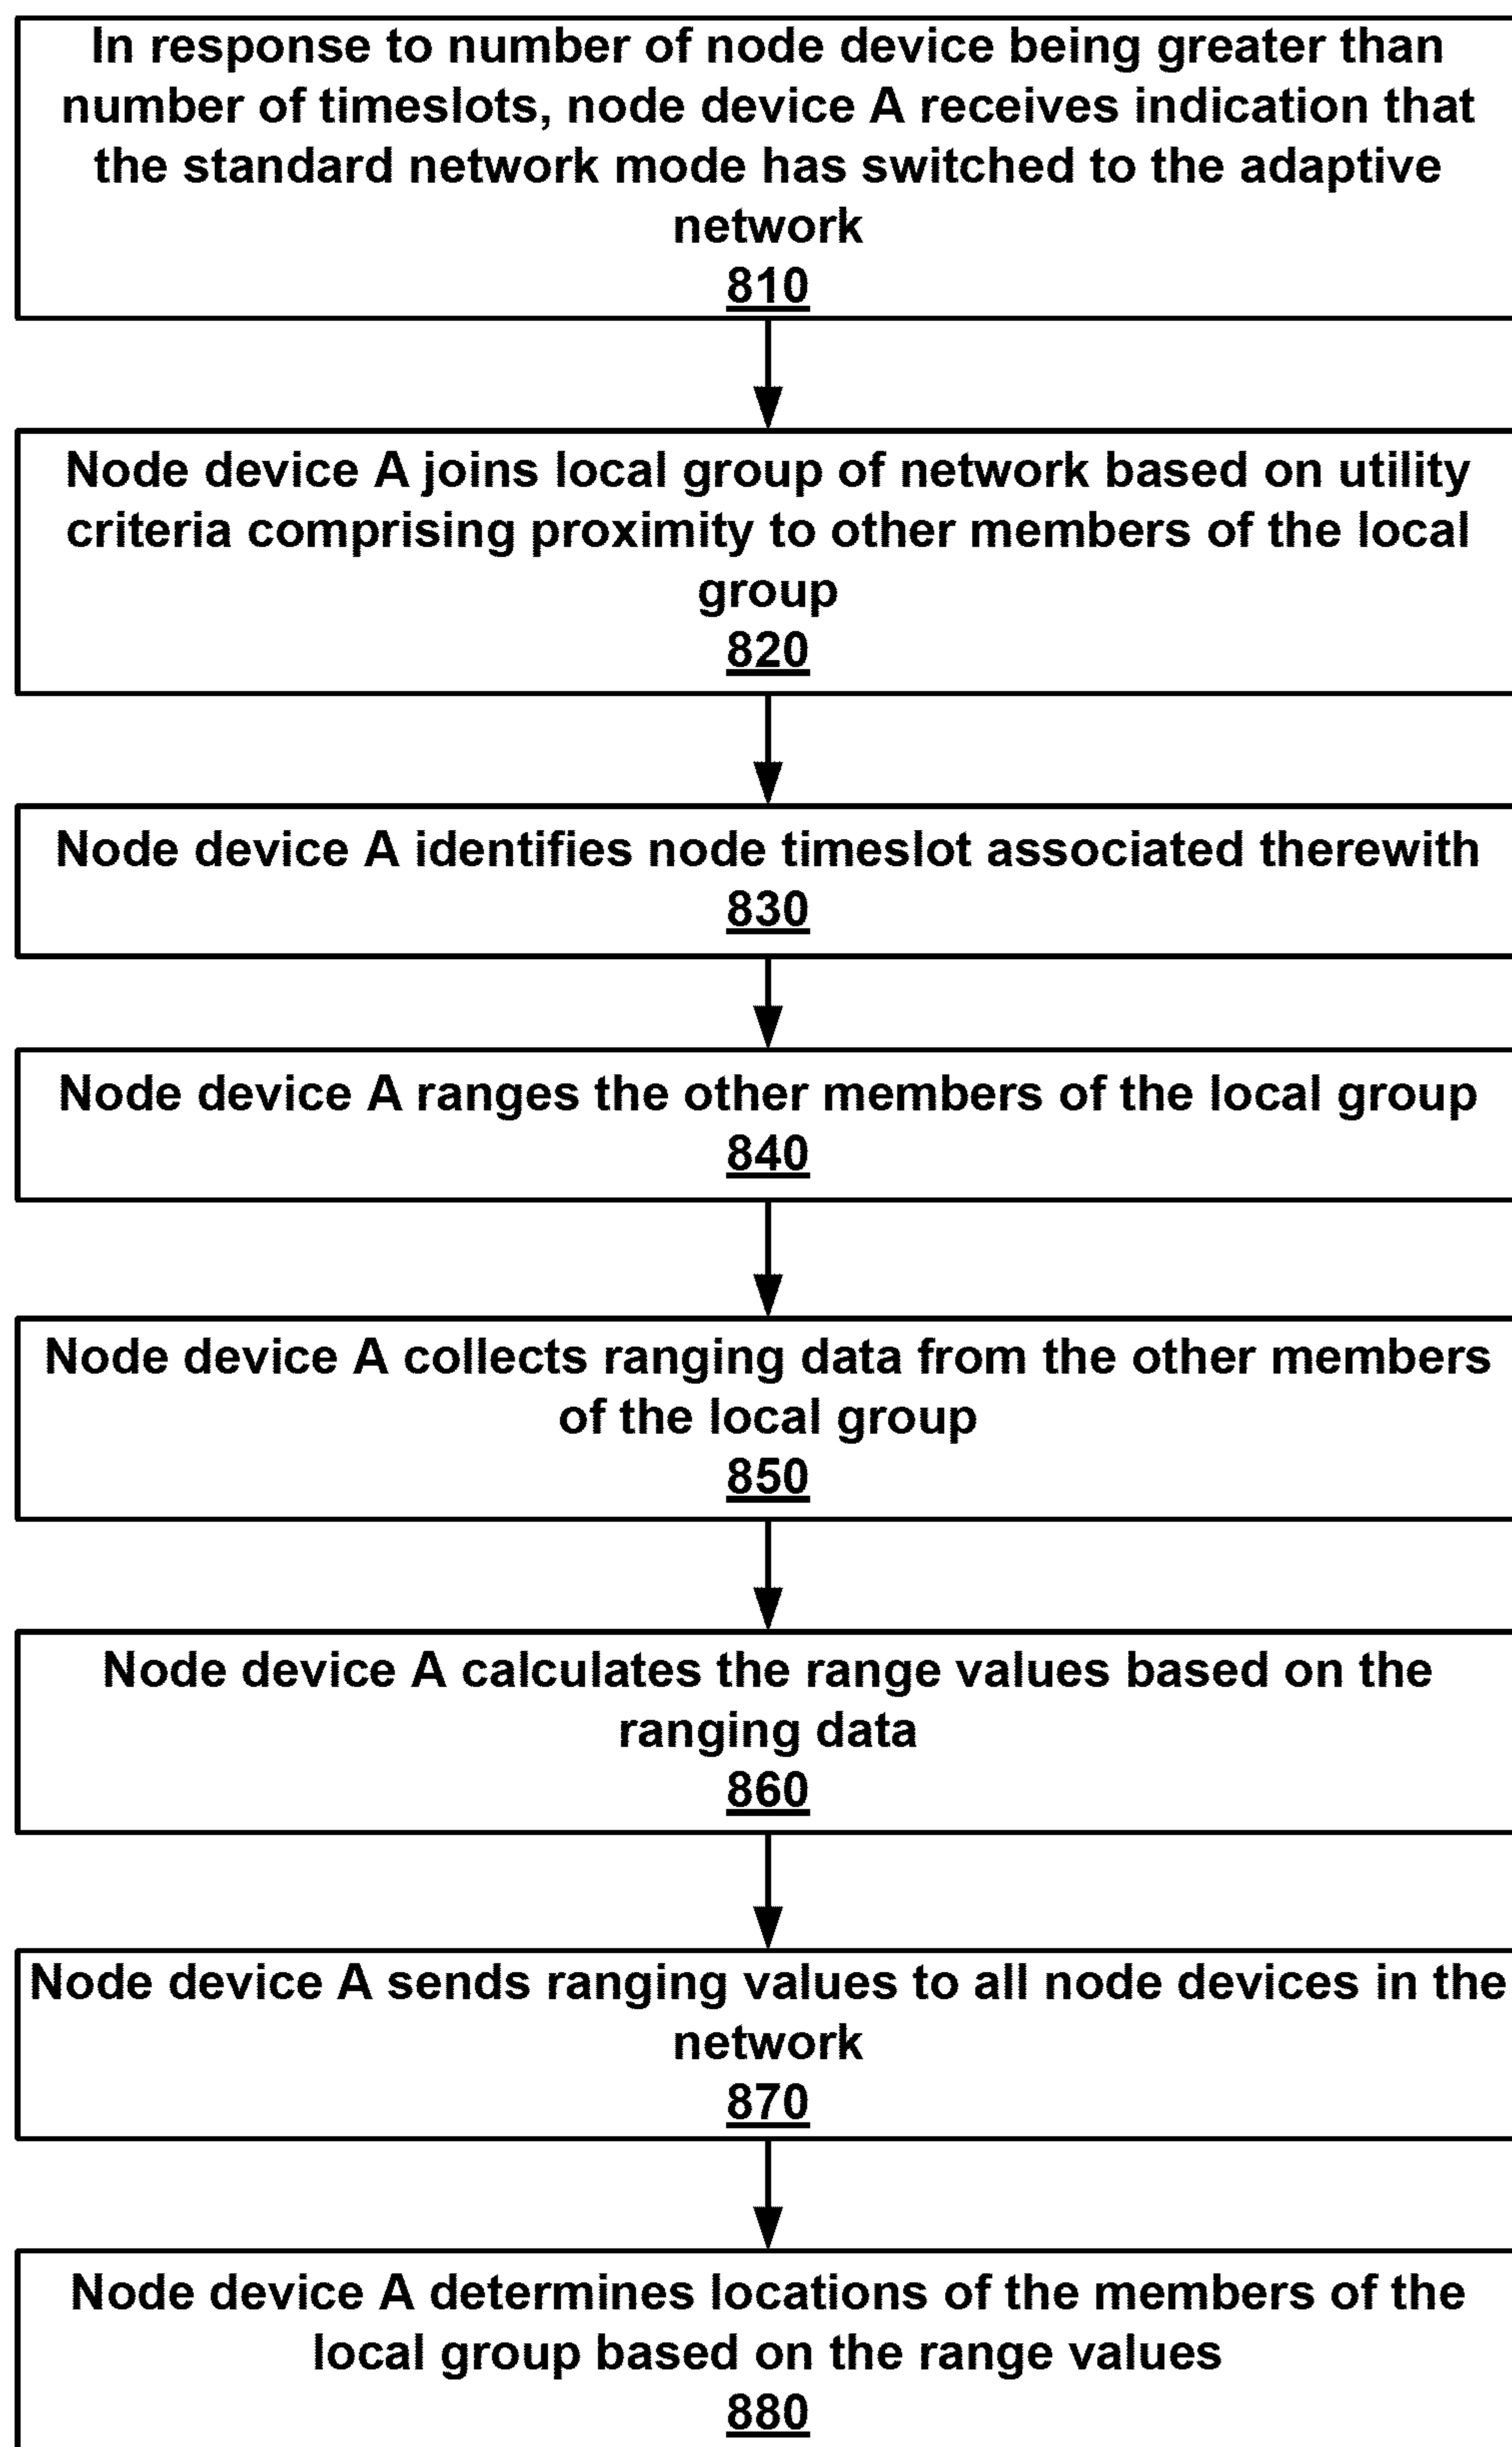 In response to number of node device being greater than
number of timeslots, node device A receives indication that
the standard network mode has switched to the adaptive
network
810
Node device A joins local group of network based on utility
criteria comprising proximity to other members of the local
group
820
Node device A identifies node timeslot associated therewith
830
Node device A ranges the other members of the local group
840
Node device A collects ranging data from the other members
of the local group
850
Node device A calculates the range values based on the
ranging data
860
Node device A sends ranging values to all node devices in the
network
870
Node device A determines locations of the members of the
local group based on the range values
880